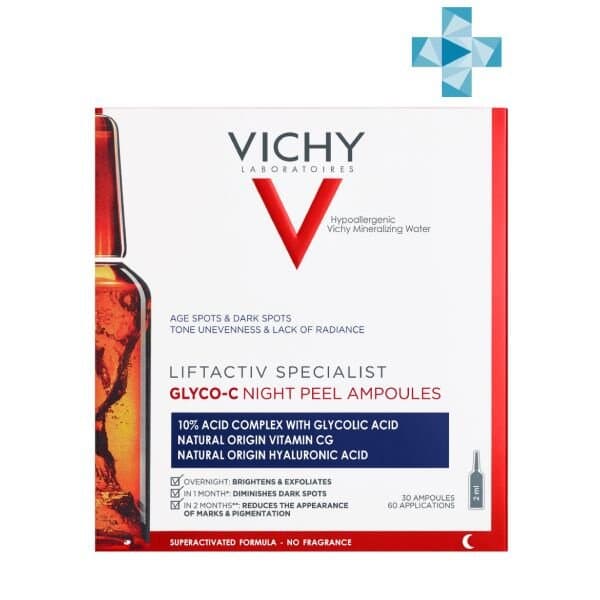 VICHY
LABORATOIRES
Hypoallergenic
Vichy Mineralizing Water
AGE SPOTS & DARK SPOTS
TONE UNEVENNESS & LACK OF RADIANCE
LIFTACTIV SPECIALIST
GLYCO-C NIGHT PEEL AMPOULES
10% ACID COMPLEX WITH GLYCOLIC ACID
NATURAL ORIGIN VITAMIN CG
NATURAL ORIGIN HYALURONIC ACID
OVERNIGHT: BRIGHTENS & EXFOLIATES
IN 1 MONTH*: DIMINISHES DARK SPOTS
IN 2 MONTHS**: REDUCES THE APPEARANCE
OF MARKS & PIGMENTATION
2 ml
30 AMPOULES
60 APPLICATIONS
SUPERACTIVATED FORMULA - NO FRAGRANCE